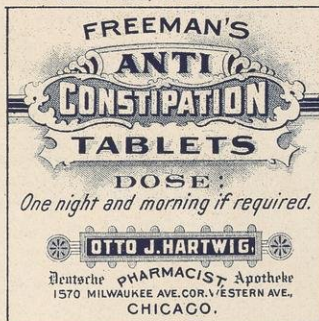 FREEMAN'S
ANTI
CONSTIPATION
TABLETS
DOSE:
One night and morning if required.
OTTO J. HARTWIG.
Deutsche PHARMACIST, Apotheke
1570 MILWAUKEE AVE. COR. WESTERN AVE.,
CHICAGO.